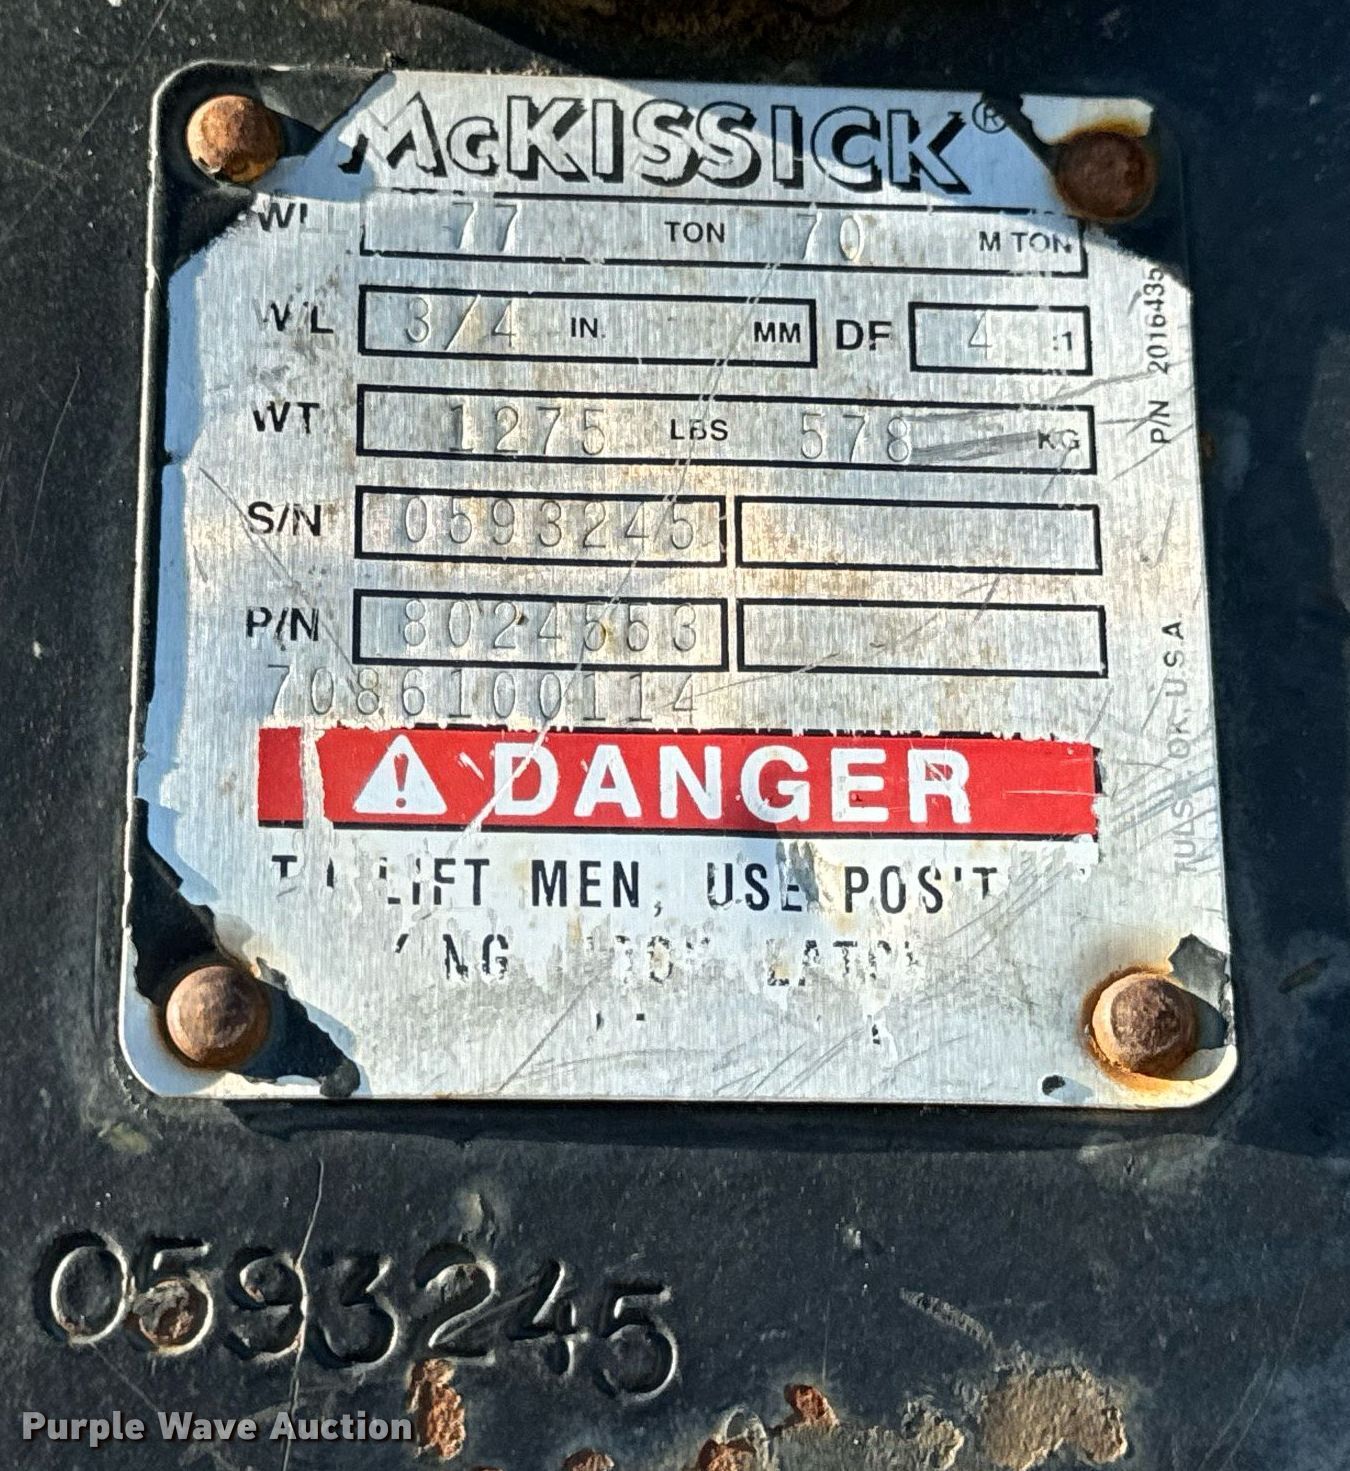 McKISSICK®
WLL 77 TON 70 M TON
WL 3/4 IN. MM DF 4 :1
WT 1275 LBS 578 KG
S/N 0593245
P/N 8024553
7086100114
DANGER
LIFT MEN, USE
P/N 2016435
TULSA OK, U.S.A
0593245
Purple Wave Auction